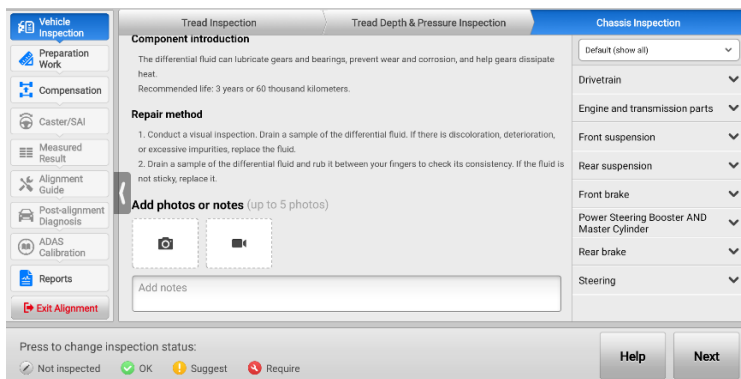 Vehicle
Inspection
Preparation
Work
Compensation
Caster/SAI
Measured
Result
Alignment
Guide
Post-alignment
Diagnosis
ADAS
Calibration
Reports
Exit Alignment
Tread Inspection
Tread Depth & Pressure Inspection
Chassis Inspection
Component introduction
The differential fluid can lubricate gears and bearings, prevent wear and corrosion, and help gears dissipate
heat.
Recommended life: 3 years or 60 thousand kilometers.
Repair method
1. Conduct a visual inspection. Drain a sample of the differential fluid. If there is discoloration, deterioration,
or excessive impurities, replace the fluid.
2. Drain a sample of the differential fluid and rub it between your fingers to check its consistency. If the fluid is
not sticky, replace it.
Add photos or notes (up to 5 photos)
Add notes
Default (show all)
Drivetrain
Engine and transmission parts
Front suspension
Rear suspension
Front brake
Power Steering Booster AND
Master Cylinder
Rear brake
Steering
Press to change inspection status:
Not inspected
OK
Suggest
Require
Help
Next